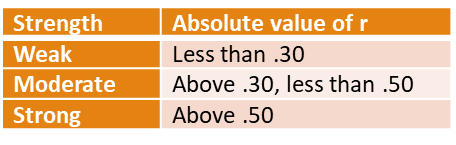 Strength Absolute value of r
Weak Less than .30
Moderate Above .30, less than .50
Strong Above .50